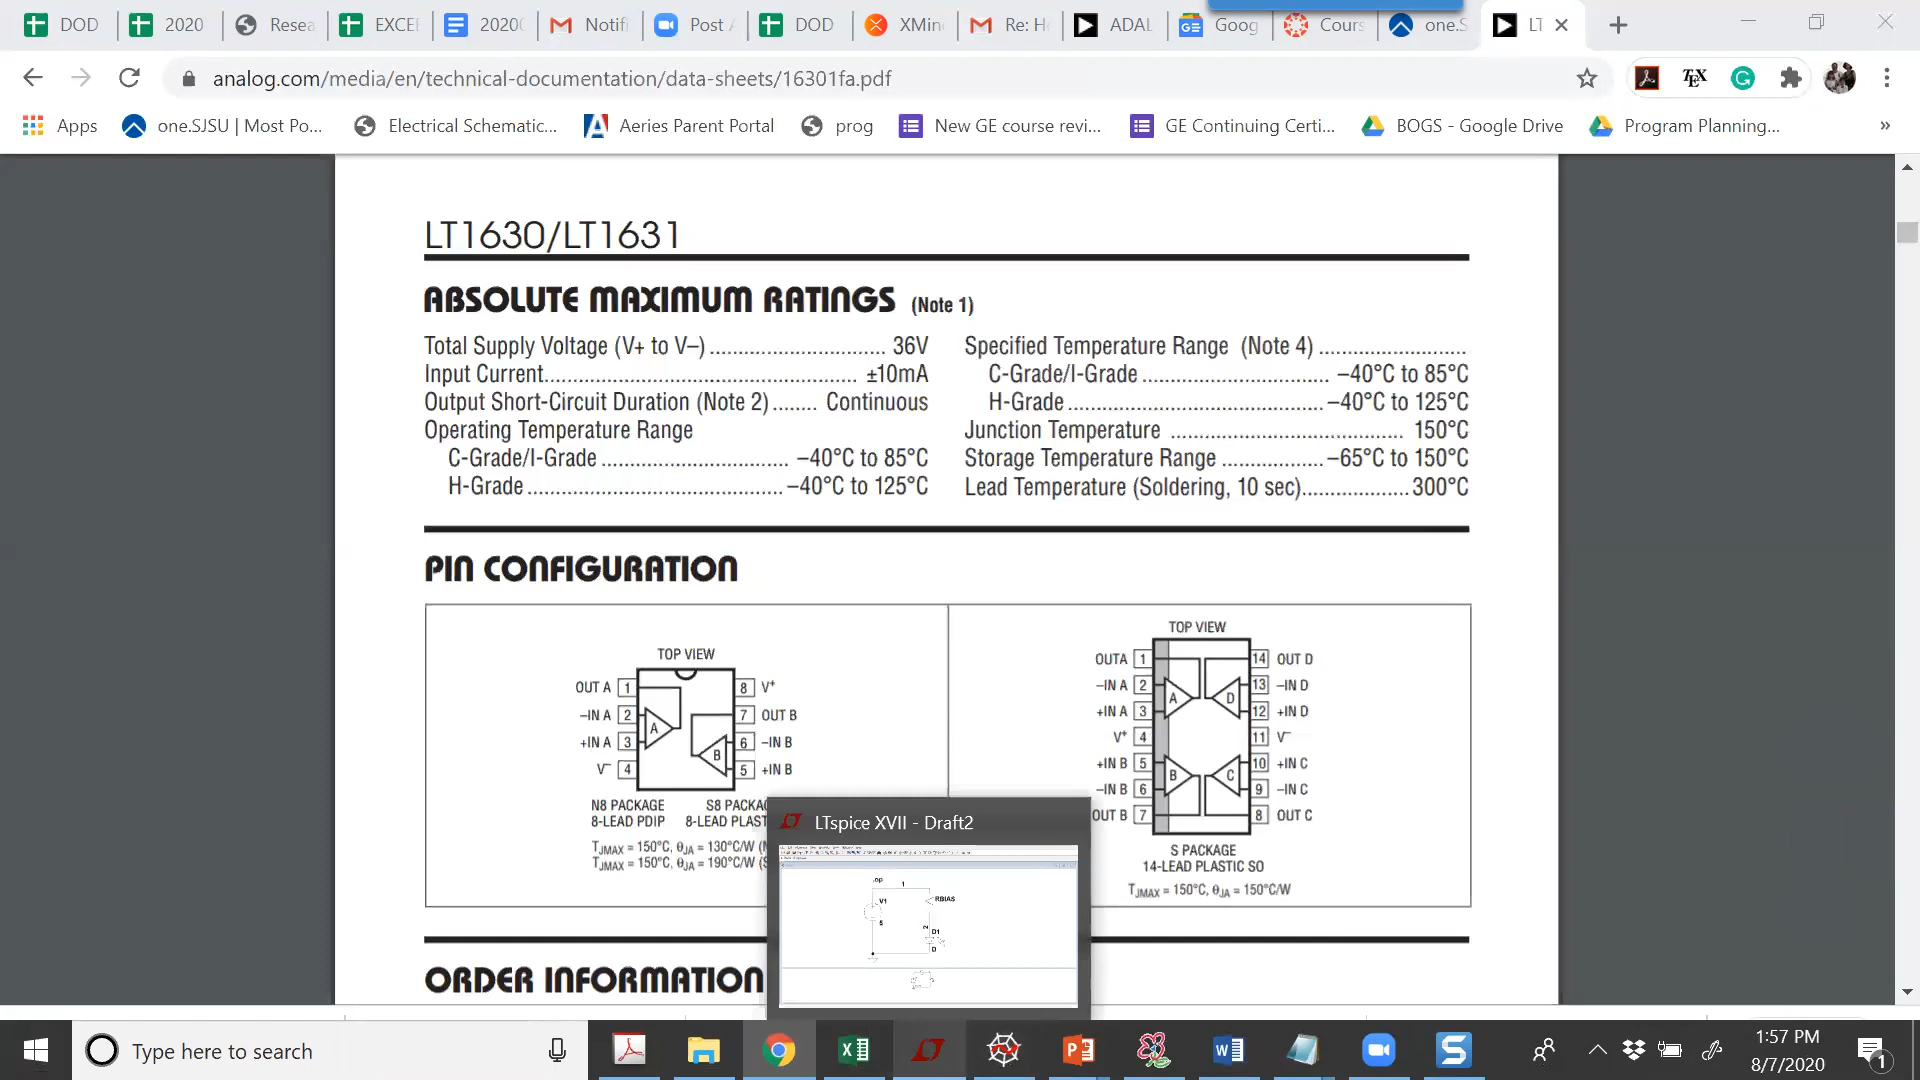 DOD
2020
Resea
EXCEI
2020
Notifi
Post
DOD
XMin
Re: H
ADAL
Goog
Cours
one.S
analog.com/media/en/technical-documentation/data-sheets/16301fa.pdf
Apps
one.SJSU | Most Po...
Electrical Schematic...
Aeries Parent Portal
prog
New GE course revi...
GE Continuing Certi...
BOGS - Google Drive
Program Planning...
»
LT1630/LT1631
ABSOLUTE MAXIMUM RATINGS (Note 1)
Total Supply Voltage (V+ to V–) ............................ 36V
Input Current.................................................. ±10mA
Output Short-Circuit Duration (Note 2) ........ Continuous
Operating Temperature Range
C-Grade/I-Grade .............................. –40°C to 85°C
H-Grade ......................................... –40°C to 125°C
Specified Temperature Range (Note 4) .........................
C-Grade/I-Grade ................................ –40°C to 85°C
H-Grade ......................................... –40°C to 125°C
Junction Temperature ...................................... 150°C
Storage Temperature Range ................. –65°C to 150°C
Lead Temperature (Soldering, 10 sec).................. 300°C
PIN CONFIGURATION
TOP VIEW
OUT A 1
–IN A 2
+IN A 3
V– 4
A
B
8 V+
7 OUT B
6 –IN B
5 +IN B
N8 PACKAGE
8-LEAD PDIP
S8 PACKA
8-LEAD PLAST
TJMAX = 150°C, θJA = 130°C/W (
TJMAX = 150°C, θJA = 190°C/W (S
TOP VIEW
OUTA 1
–IN A 2
+IN A 3
V+ 4
+IN B 5
–IN B 6
OUT B 7
A
D
B
C
14 OUT D
13 –IN D
12 +IN D
11 V–
10 +IN C
9 –IN C
8 OUT C
S PACKAGE
14-LEAD PLASTIC SO
TJMAX = 150°C, θJA = 150°C/W
LTspice XVII - Draft2
.op
1
V1
5
RBIAS
2
D1
D
ORDER INFORMATION
Type here to search
1:57 PM
8/7/2020
1